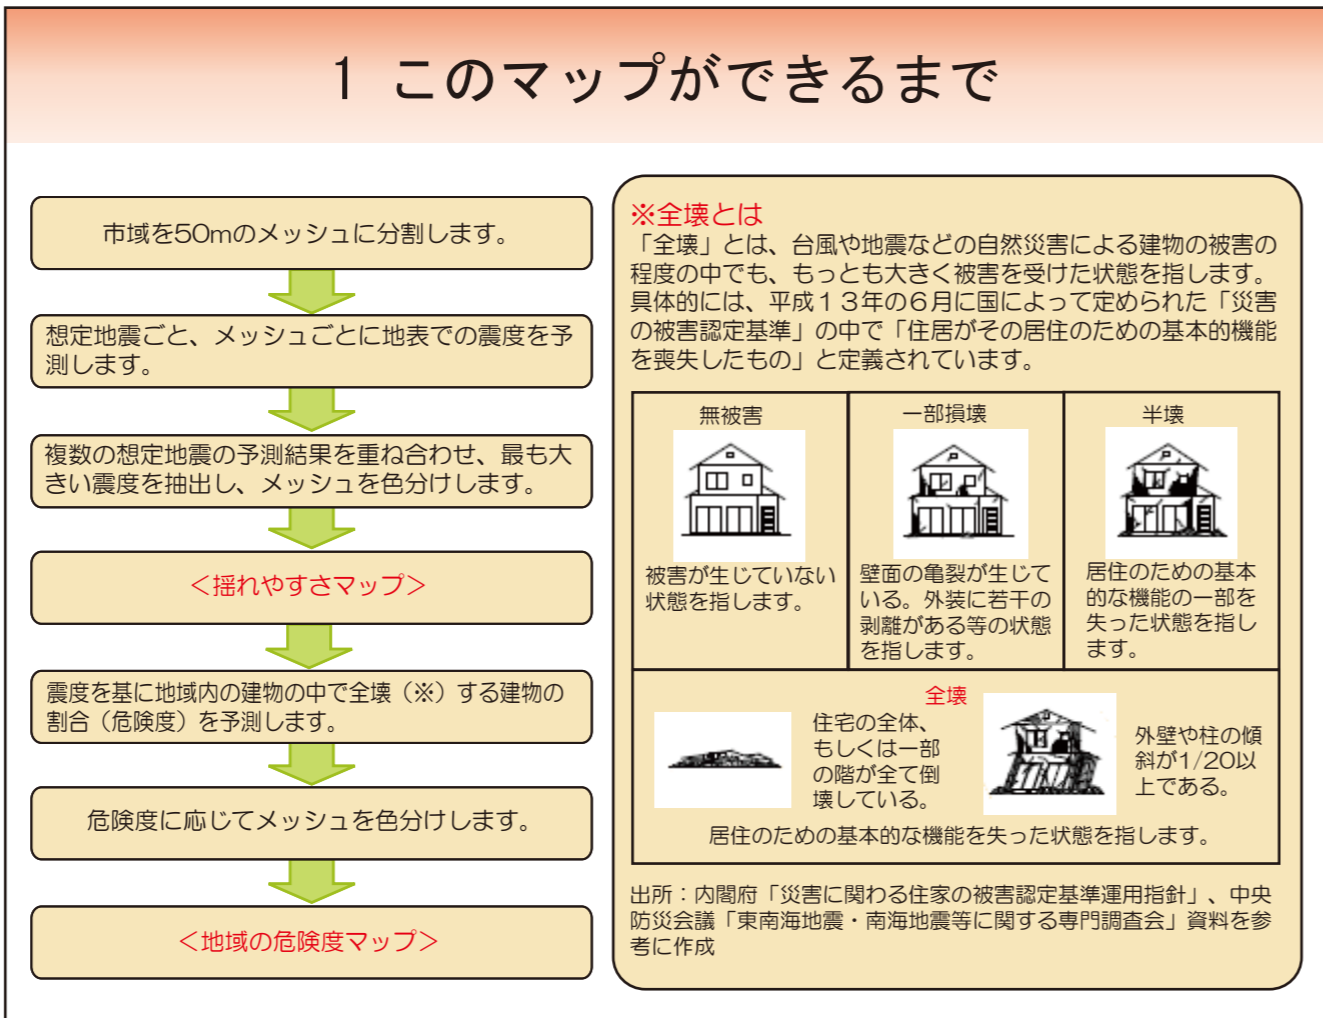 1 このマップができるまで
市域を50mのメッシュに分割します。
想定地震ごと、メッシュごとに地表での震度を予
測します。
複数の想定地震の予測結果を重ね合わせ、最も大
きい震度を抽出し、メッシュを色分けします。
＜揺れやすさマップ＞
震度を基に地域内の建物の中で全壊（※）する建物の
割合（危険度）を予測します。
危険度に応じてメッシュを色分けします。
＜地域の危険度マップ＞
※全壊とは
「全壊」とは、台風や地震などの自然災害による建物の被害の
程度の中でも、もっとも大きく被害を受けた状態を指します。
具体的には、平成１３年の６月に国によって定められた「災害
の被害認定基準」の中で「住居がその居住のための基本的機能
を喪失したもの」と定義されています。
無被害
被害が生じていない
状態を指します。
一部損壊
壁面の亀裂が生じて
いる。外装に若干の
剥離がある等の状態
を指します。
半壊
居住のための基本
的な機能の一部を
失った状態を指し
ます。
全壊
住宅の全体、
もしくは一部
の階が全て倒
壊している。
外壁や柱の傾
斜が1/20以
上である。
居住のための基本的な機能を失った状態を指します。
出所：内閣府「災害に関わる住家の被害認定基準運用指針」、中央
防災会議「東南海地震・南海地震等に関する専門調査会」資料を参
考に作成